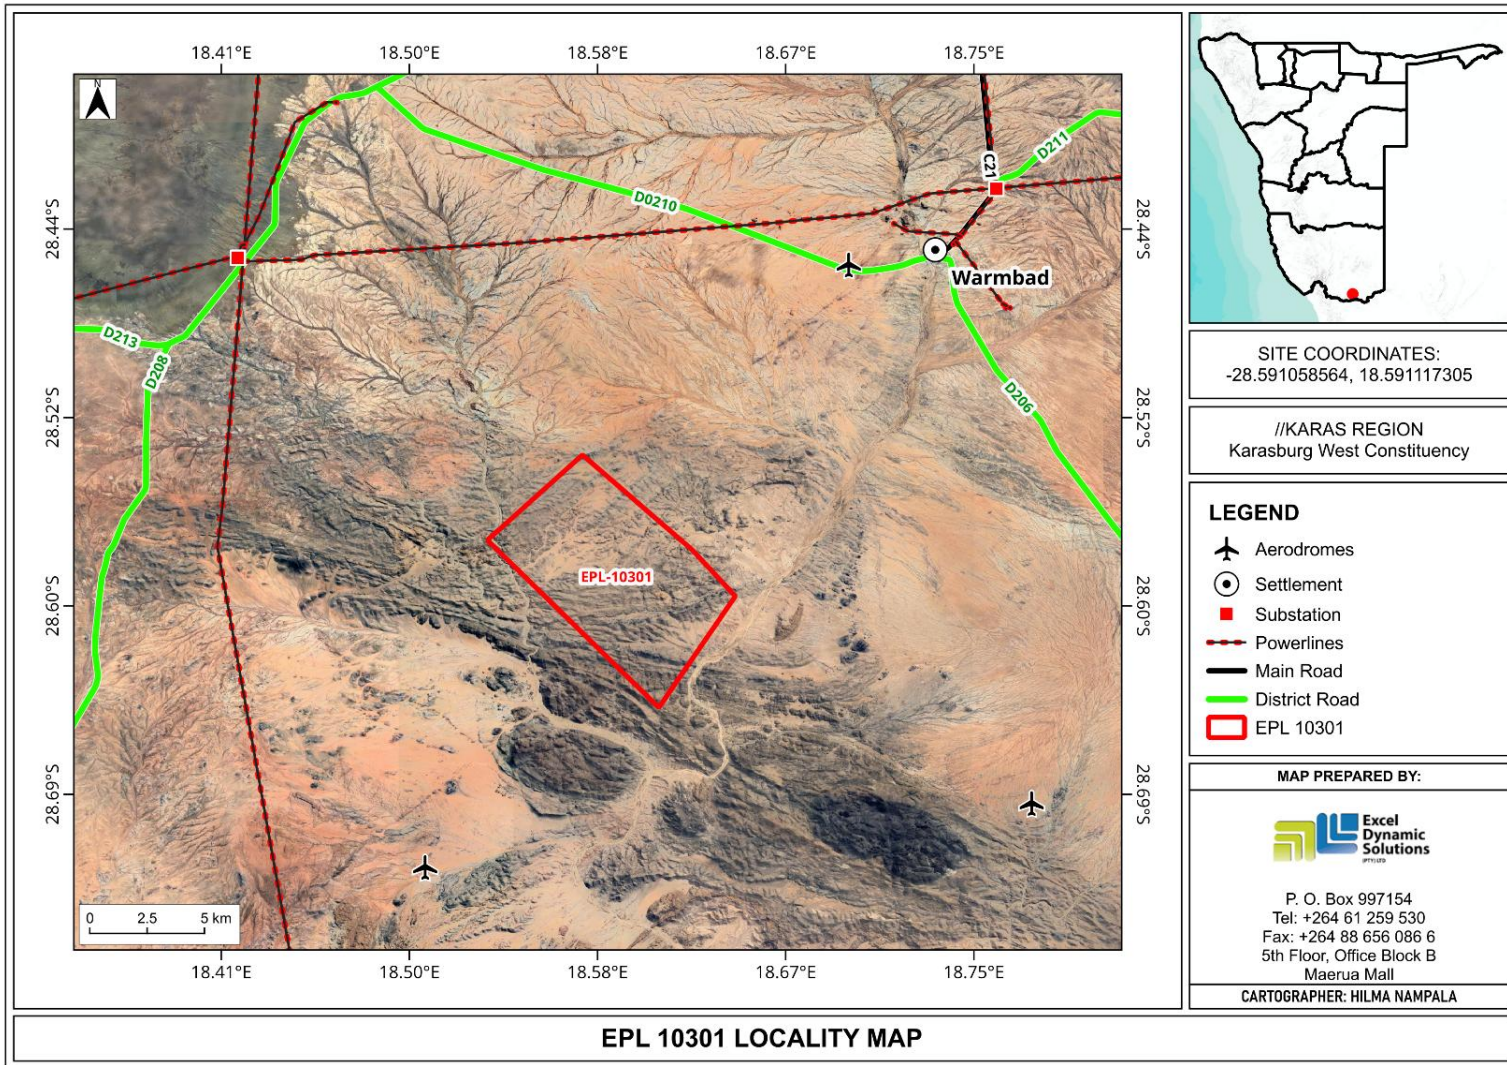 18.41°E 18.50°E 18.58°E 18.67°E 18.75°E
N
C21
D211
D0210
28.44°S
28.44°S
Warmbad
D213
D208
D206
28.52°S
28.52°S
EPL-10301
28.60°S
28.60°S
28.69°S
28.69°S
0 2.5 5 km
18.41°E 18.50°E 18.58°E 18.67°E 18.75°E
SITE COORDINATES:
-28.591058564, 18.591117305
//KARAS REGION
Karasburg West Constituency
LEGEND
Aerodromes
Settlement
Substation
Powerlines
Main Road
District Road
EPL 10301
MAP PREPARED BY:
Excel
Dynamic
Solutions
(PTY) LTD
P. O. Box 997154
Tel: +264 61 259 530
Fax: +264 88 656 086 6
5th Floor, Office Block B
Maerua Mall
CARTOGRAPHER: HILMA NAMPALA
EPL 10301 LOCALITY MAP